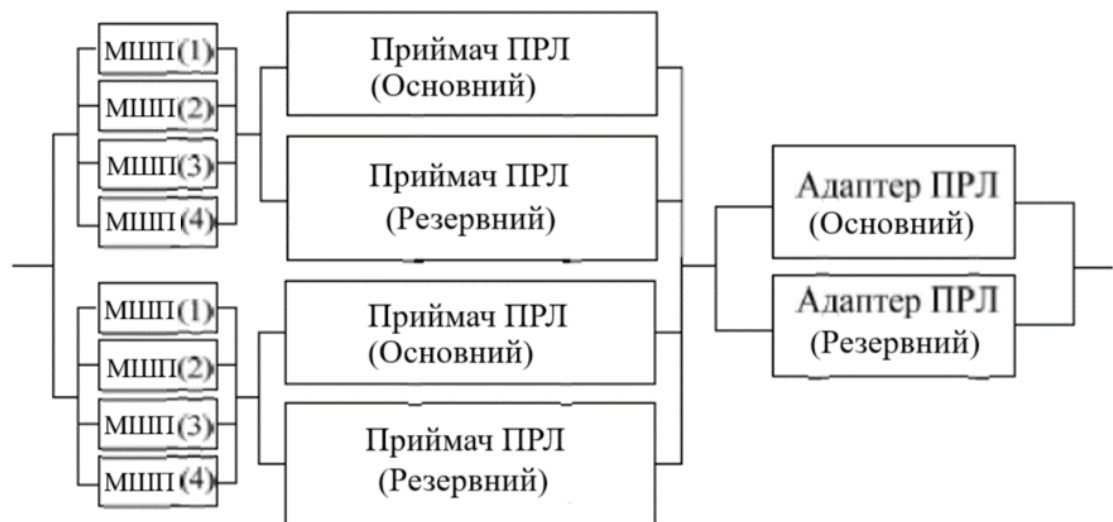 МШП(1)
МШП(2)
МШП(3)
МШП(4)
Приймач ПРЛ
(Основний)
Приймач ПРЛ
(Резервний)
МШП(1)
МШП(2)
МШП(3)
МШП(4)
Приймач ПРЛ
(Основний)
Приймач ПРЛ
(Резервний)
Адаптер ПРЛ
(Основний)
Адаптер ПРЛ
(Резервний)